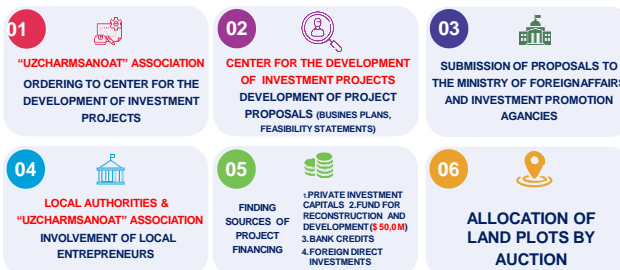 01
"UZCHARMSANOAT" ASSOCIATION
ORDERING TO CENTER FOR THE
DEVELOPMENT OF INVESTMENT
PROJECTS
02
CENTER FOR THE DEVELOPMENT
OF INVESTMENT PROJECTS
DEVELOPMENT OF PROJECT
PROPOSALS (BUSINES PLANS,
FEASIBILITY STATEMENTS)
03
SUBMISSION OF PROPOSALS TO
THE MINISTRY OF FOREIGNAFFAIRS
AND INVESTMENT PROMOTION
AGENCIES
04
LOCAL AUTHORITIES &
"UZCHARMSANOAT" ASSOCIATION
INVOLVEMENT OF LOCAL
ENTREPRENEURS
05
FINDING
SOURCES OF
PROJECT
FINANCING
1.PRIVATE INVESTMENT
CAPITALS 2.FUND FOR
RECONSTRUCTION AND
DEVELOPMENT($ 50,0M)
3.BANK CREDITS
4.FOREIGN DIRECT
INVESTMENTS
06
ALLOCATION OF
LAND PLOTS BY
AUCTION